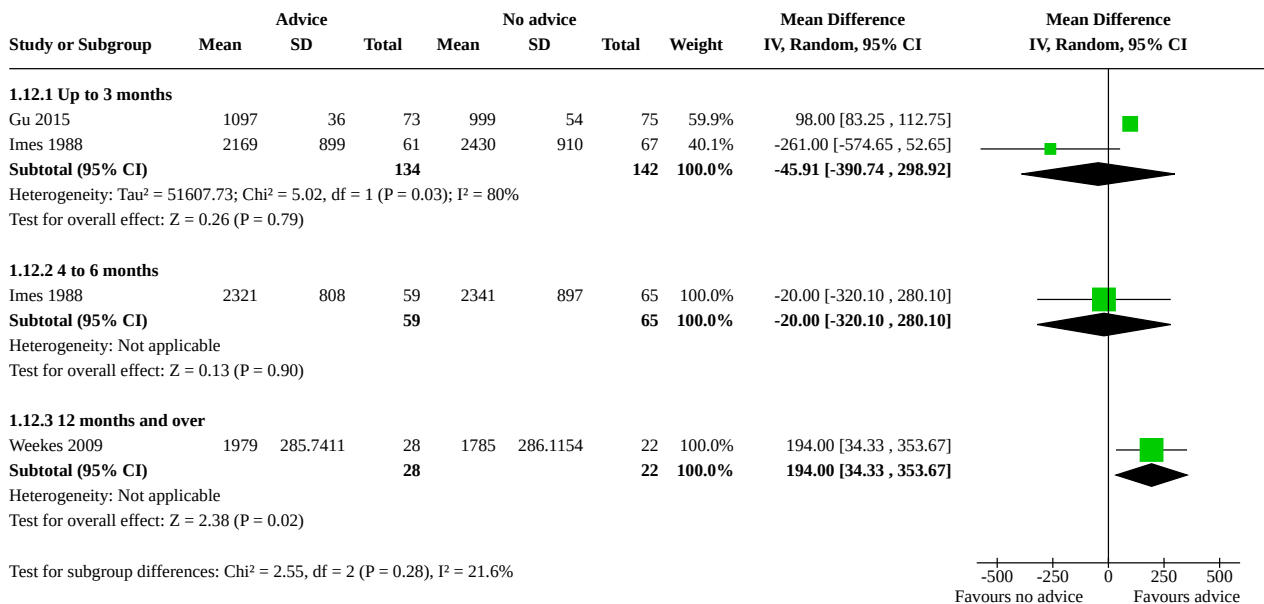 Advice No advice Mean Difference Mean Difference
Study or Subgroup Mean SD Total Mean SD Total Weight IV, Random, 95% CI IV, Random, 95% CI
1.12.1 Up to 3 months
Gu 2015 1097 36 73 999 54 75 59.9% 98.00 [83.25 , 112.75]
Imes 1988 2169 899 61 2430 910 67 40.1% -261.00 [-574.65 , 52.65]
Subtotal (95% CI) 134 142 100.0% -45.91 [-390.74 , 298.92]
Heterogeneity: Tau² = 51607.73; Chi² = 5.02, df = 1 (P = 0.03); I² = 80%
Test for overall effect: Z = 0.26 (P = 0.79)
1.12.2 4 to 6 months
Imes 1988 2321 808 59 2341 897 65 100.0% -20.00 [-320.10 , 280.10]
Subtotal (95% CI) 59 65 100.0% -20.00 [-320.10 , 280.10]
Heterogeneity: Not applicable
Test for overall effect: Z = 0.13 (P = 0.90)
1.12.3 12 months and over
Weekes 2009 1979 285.7411 28 1785 286.1154 22 100.0% 194.00 [34.33 , 353.67]
Subtotal (95% CI) 28 22 100.0% 194.00 [34.33 , 353.67]
Heterogeneity: Not applicable
Test for overall effect: Z = 2.38 (P = 0.02)
Test for subgroup differences: Chi² = 2.55, df = 2 (P = 0.28), I² = 21.6%
-500 -250 0 250 500
Favours no advice Favours advice